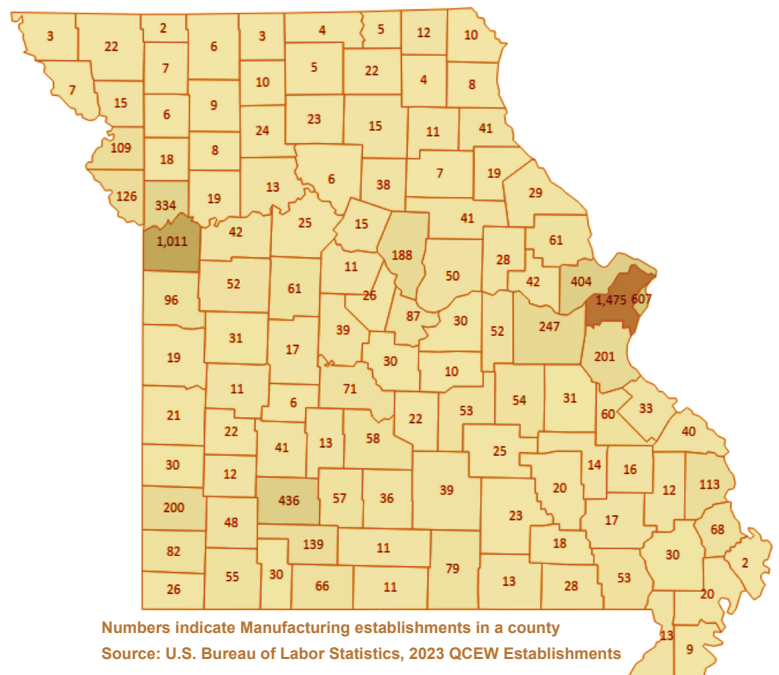 3 22 2 6 3 4 5 12 10
7 15 7 10 5 22 4 8
6 9 24 23 15 11 41
109 18 8 13 6 38 7 19 29
126 334 19 42 25 15 188 41 61
1,011 52 61 11 26 50 28 42 404
96 31 17 39 87 30 52 247 1,475 607
19 11 6 71 30 10 201
21 22 41 13 58 22 53 54 31 60 33 40
30 12 436 57 36 39 25 20 14 16 12 113
200 48 139 11 23 18 17 30 68 2
82 55 30 66 11 79 13 28 53 20
26 13 9
Numbers indicate Manufacturing establishments in a county
Source: U.S. Bureau of Labor Statistics, 2023 QCEW Establishments